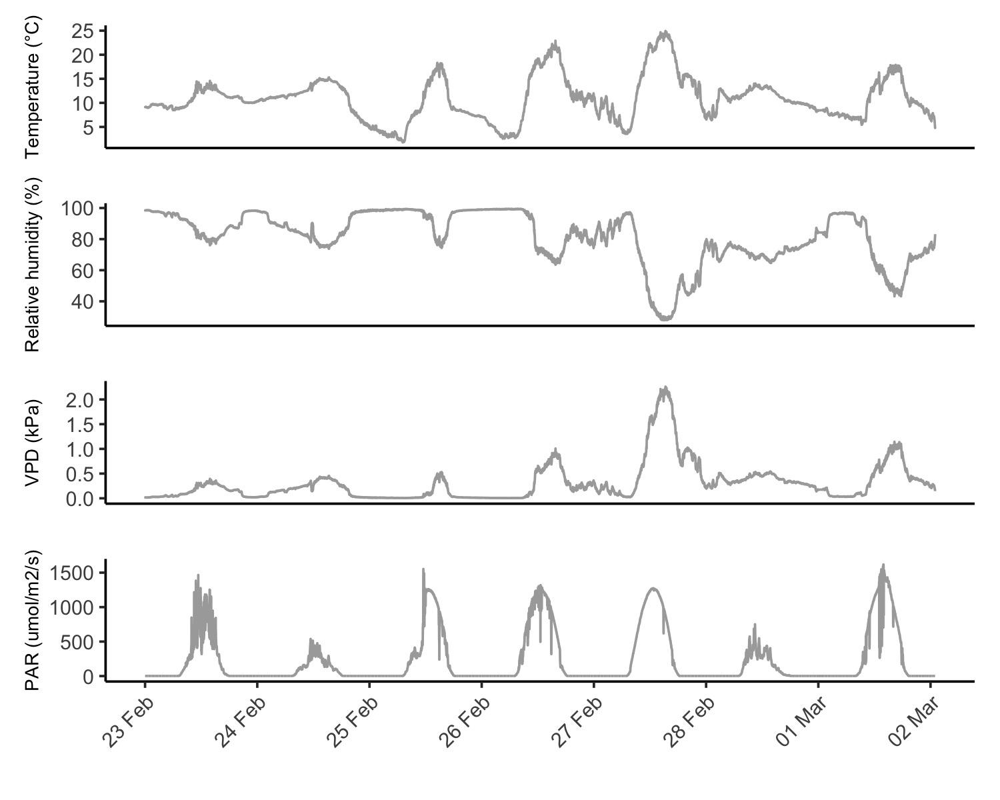 Temperature (°C)
25
20
15
10
5
Relative humidity (%)
100
80
60
40
VPD (kPa)
2.0
1.5
1.0
0.5
0.0
PAR (umol/m2/s)
1500
1000
500
0
23 Feb
24 Feb
25 Feb
26 Feb
27 Feb
28 Feb
01 Mar
02 Mar